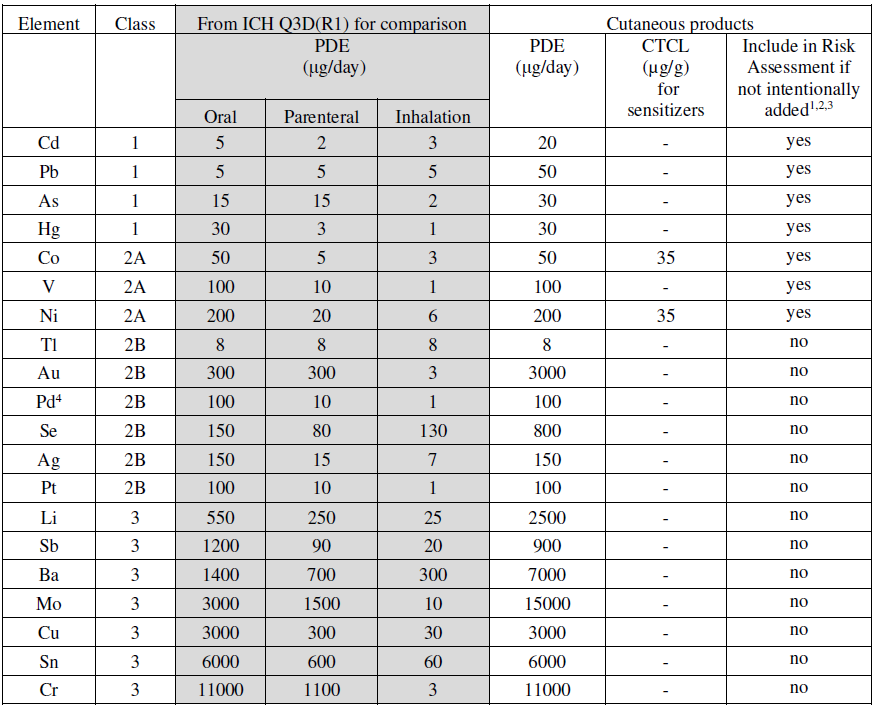 Element Class From ICH Q3D(R1) for comparison Cutaneous products
PDE PDE CTCL Include in Risk
(µg/day) (µg/day) (µg/g) Assessment if
for not intentionally
sensitizers added1,2,3
Oral Parenteral Inhalation
Cd 1 5 2 3 20 - yes
Pb 1 5 5 5 50 - yes
As 1 15 15 2 30 - yes
Hg 1 30 3 1 30 - yes
Co 2A 50 5 3 50 35 yes
V 2A 100 10 1 100 - yes
Ni 2A 200 20 6 200 35 yes
Tl 2B 8 8 8 8 - no
Au 2B 300 300 3 3000 - no
Pd4 2B 100 10 1 100 - no
Se 2B 150 80 130 800 - no
Ag 2B 150 15 7 150 - no
Pt 2B 100 10 1 100 - no
Li 3 550 250 25 2500 - no
Sb 3 1200 90 20 900 - no
Ba 3 1400 700 300 7000 - no
Mo 3 3000 1500 10 15000 - no
Cu 3 3000 300 30 3000 - no
Sn 3 6000 600 60 6000 - no
Cr 3 11000 1100 3 11000 - no